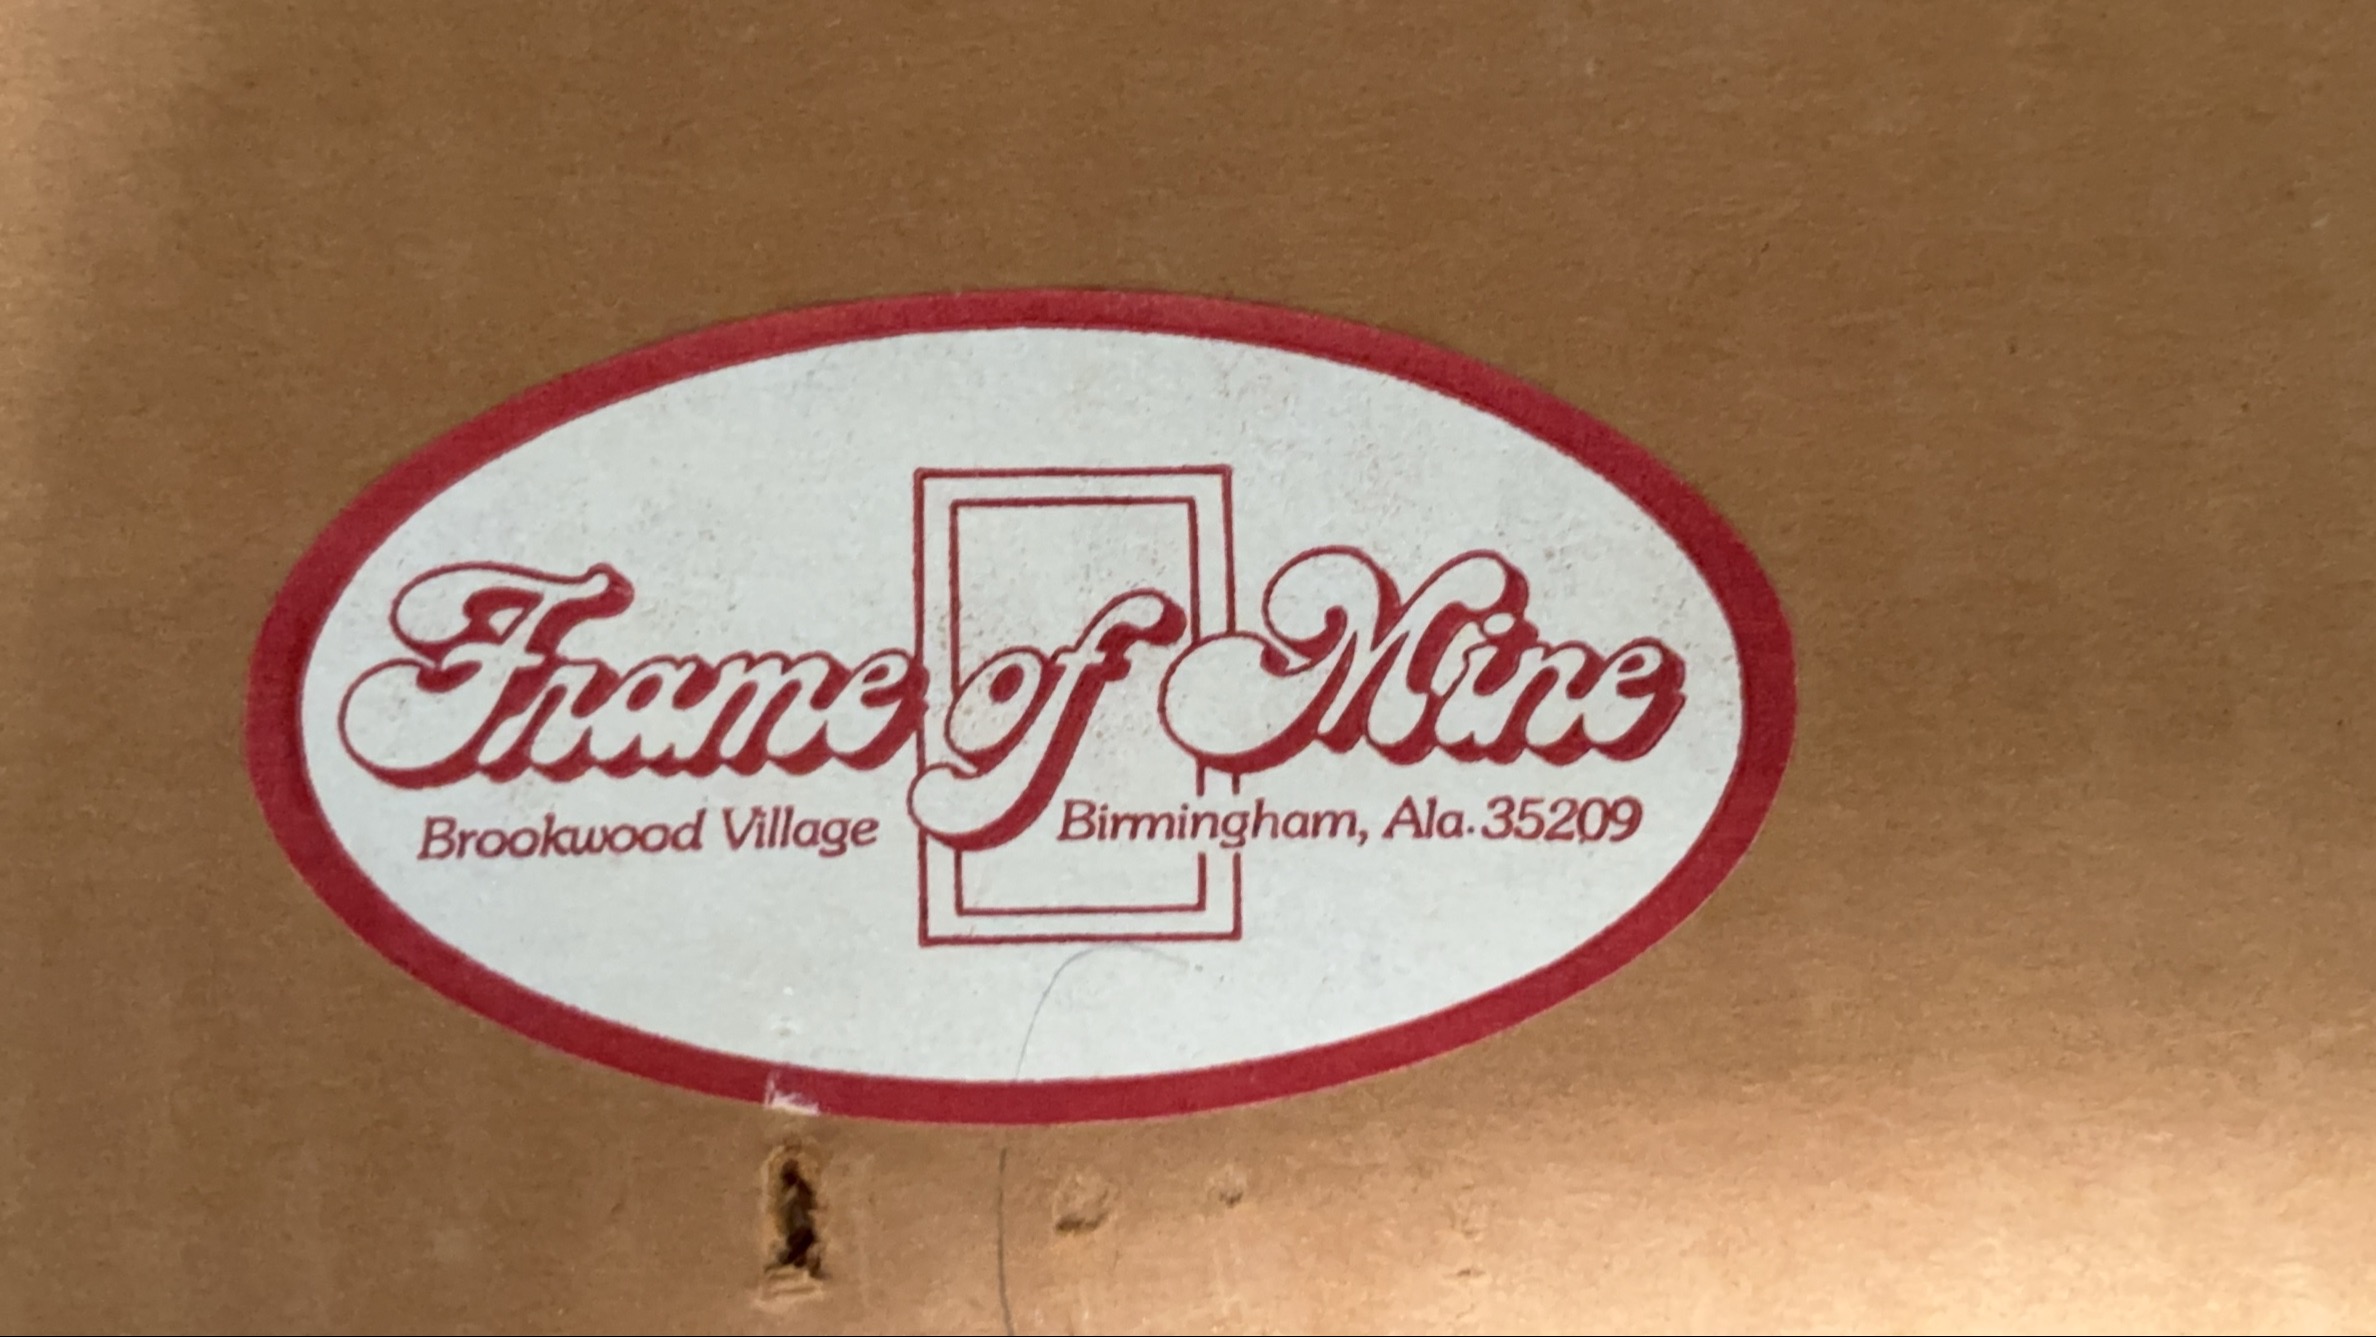 Frame of Mine
Brookwood Village Birmingham, Ala. 35209